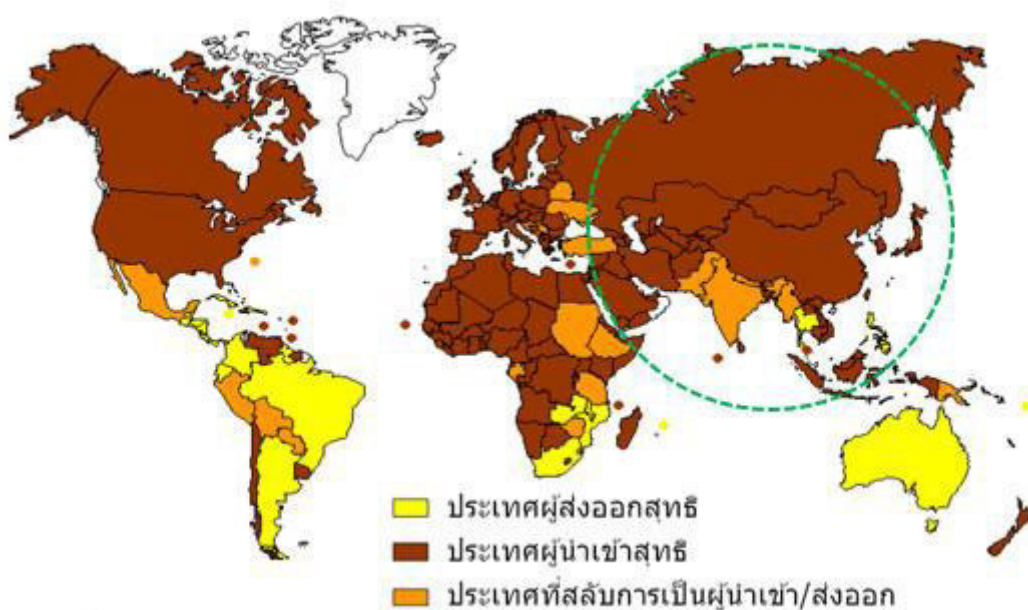 ประเทศผู้ส่งออกสุทธิ
ประเทศผู้นำเข้าสุทธิ
ประเทศที่สลับการเป็นผู้นำเข้า/ส่งออก